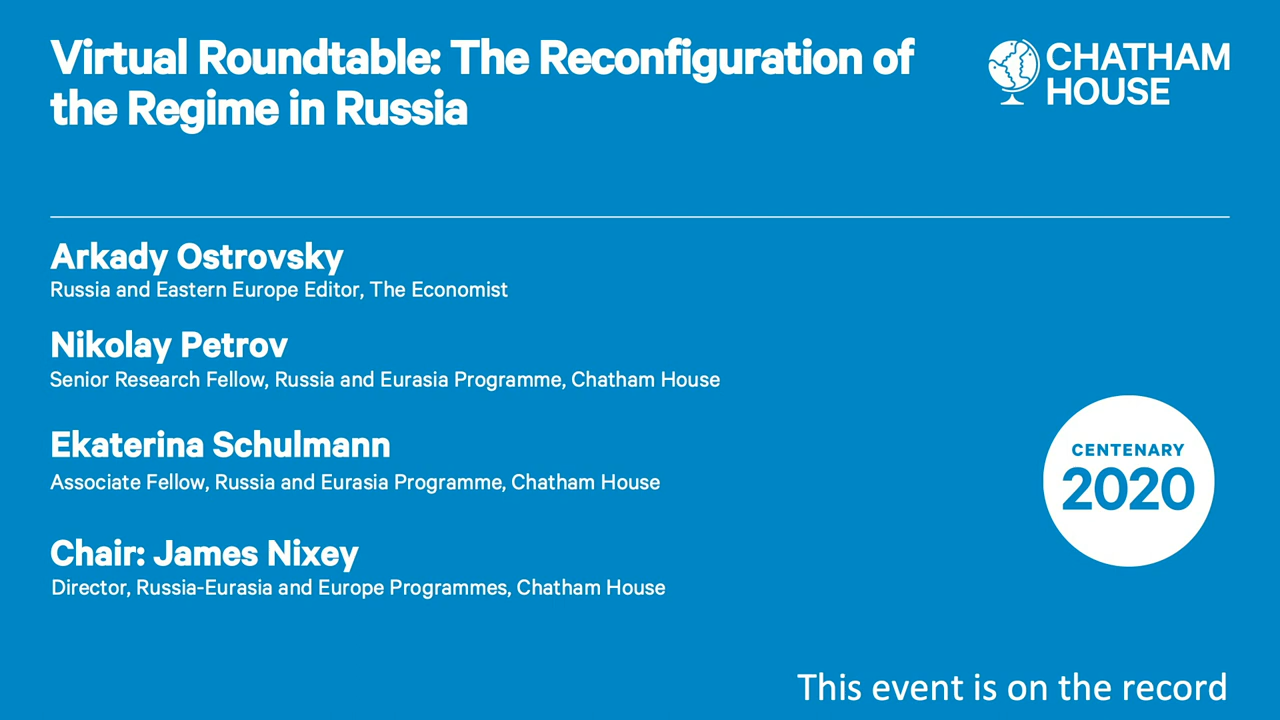 Virtual Roundtable: The Reconfiguration of
the Regime in Russia
CHATHAM
HOUSE
Arkady Ostrovsky
Russia and Eastern Europe Editor, The Economist
Nikolay Petrov
Senior Research Fellow, Russia and Eurasia Programme, Chatham House
Ekaterina Schulmann
Associate Fellow, Russia and Eurasia Programme, Chatham House
Chair: James Nixey
Director, Russia-Eurasia and Europe Programmes, Chatham House
CENTENARY
2020
This event is on the record